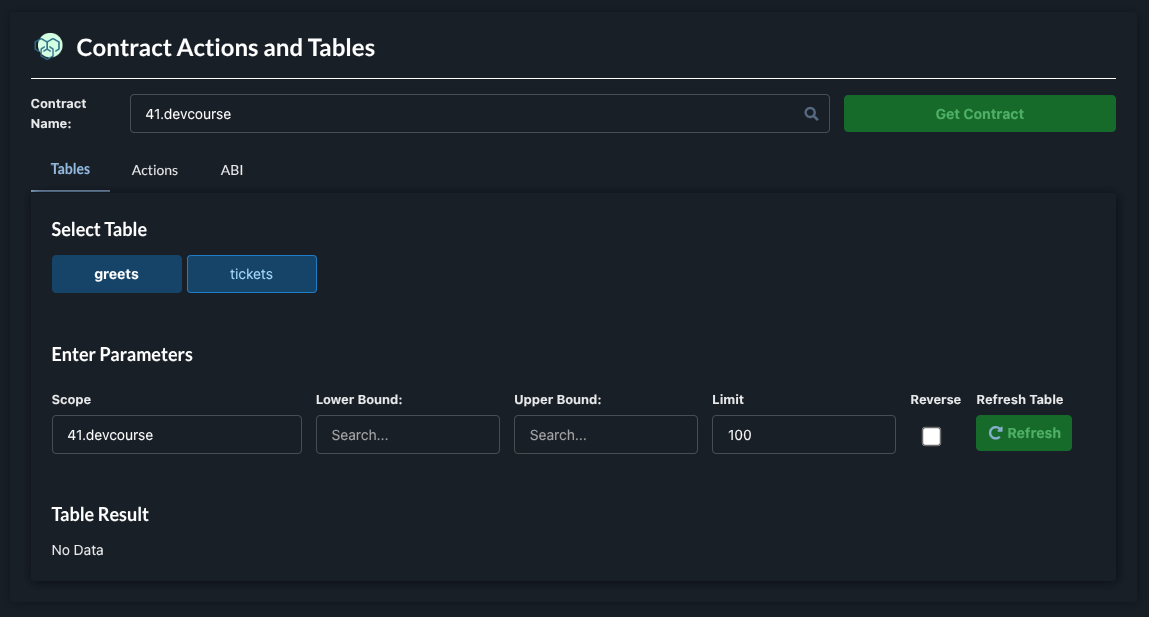 Contract Actions and Tables
Contract
Name:
41.devcourse
Get Contract
Tables
Actions
ABI
Select Table
greets
tickets
Enter Parameters
Scope
Lower Bound:
Upper Bound:
Limit
Reverse
Refresh Table
41.devcourse
Search...
Search...
100
Refresh
Table Result
No Data